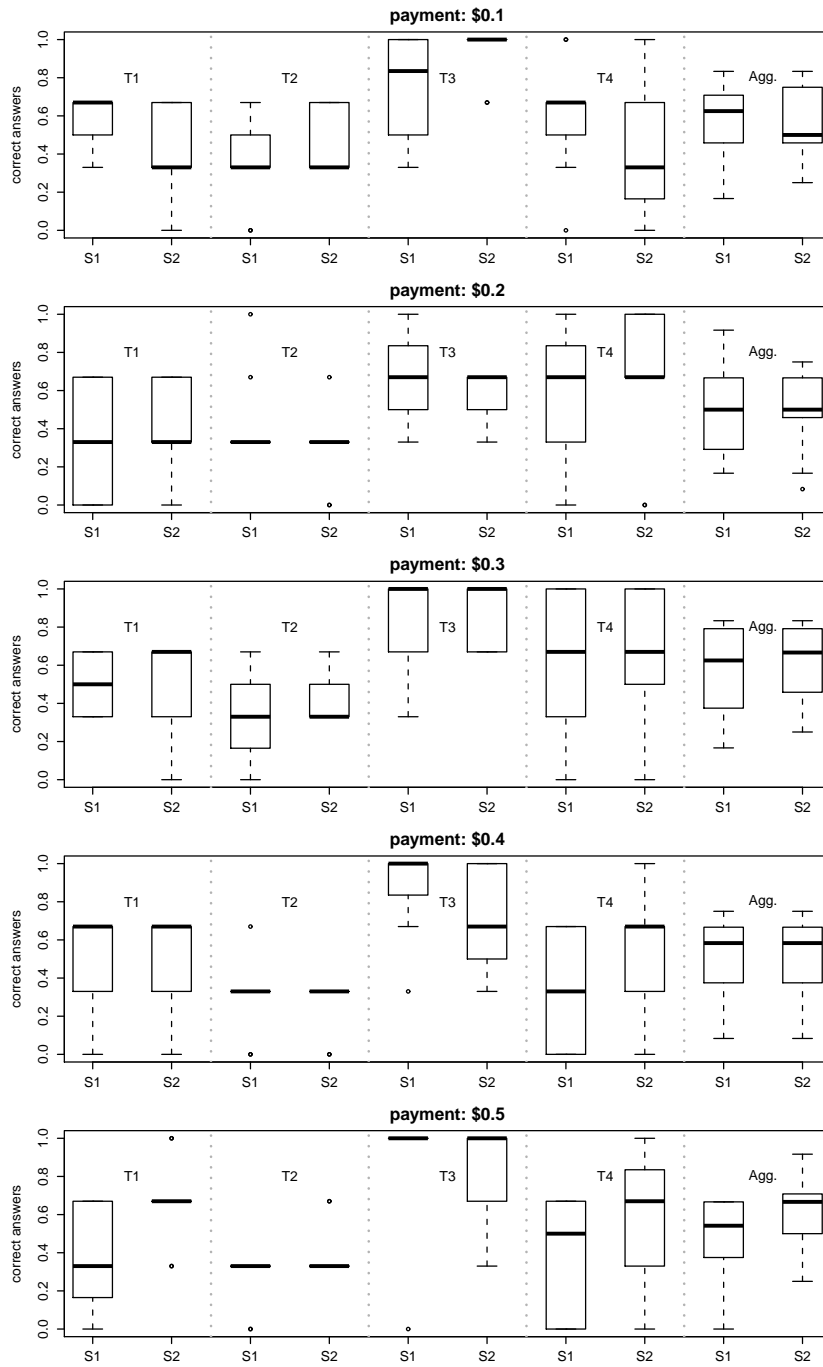 payment: $0.1
correct answers
0.0 0.2 0.4 0.6 0.8 1.0
T1 T2 T3 T4 Agg.
S1 S2 S1 S2 S1 S2 S1 S2 S1 S2
payment: $0.2
correct answers
0.0 0.2 0.4 0.6 0.8 1.0
T1 T2 T3 T4 Agg.
S1 S2 S1 S2 S1 S2 S1 S2 S1 S2
payment: $0.3
correct answers
0.0 0.2 0.4 0.6 0.8 1.0
T1 T2 T3 T4 Agg.
S1 S2 S1 S2 S1 S2 S1 S2 S1 S2
payment: $0.4
correct answers
0.0 0.2 0.4 0.6 0.8 1.0
T1 T2 T3 T4 Agg.
S1 S2 S1 S2 S1 S2 S1 S2 S1 S2
payment: $0.5
correct answers
0.0 0.2 0.4 0.6 0.8 1.0
T1 T2 T3 T4 Agg.
S1 S2 S1 S2 S1 S2 S1 S2 S1 S2